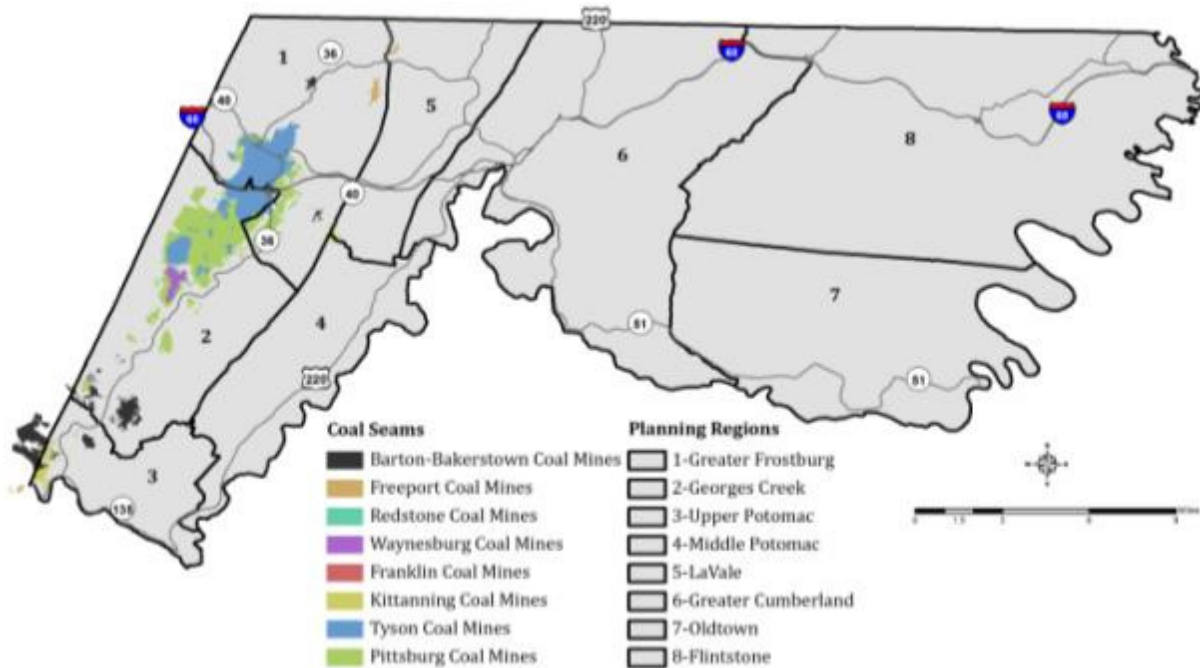 220
1
36
40
68
5
68
8
6
40
36
7
2
4
51
51
220
3
135
Coal Seams
Barton-Bakerstown Coal Mines
Freeport Coal Mines
Redstone Coal Mines
Waynesburg Coal Mines
Franklin Coal Mines
Kittanning Coal Mines
Tyson Coal Mines
Pittsburg Coal Mines
Planning Regions
1-Greater Frostburg
2-Georges Creek
3-Upper Potomac
4-Middle Potomac
5-LaVale
6-Greater Cumberland
7-Oldtown
8-Flintstone